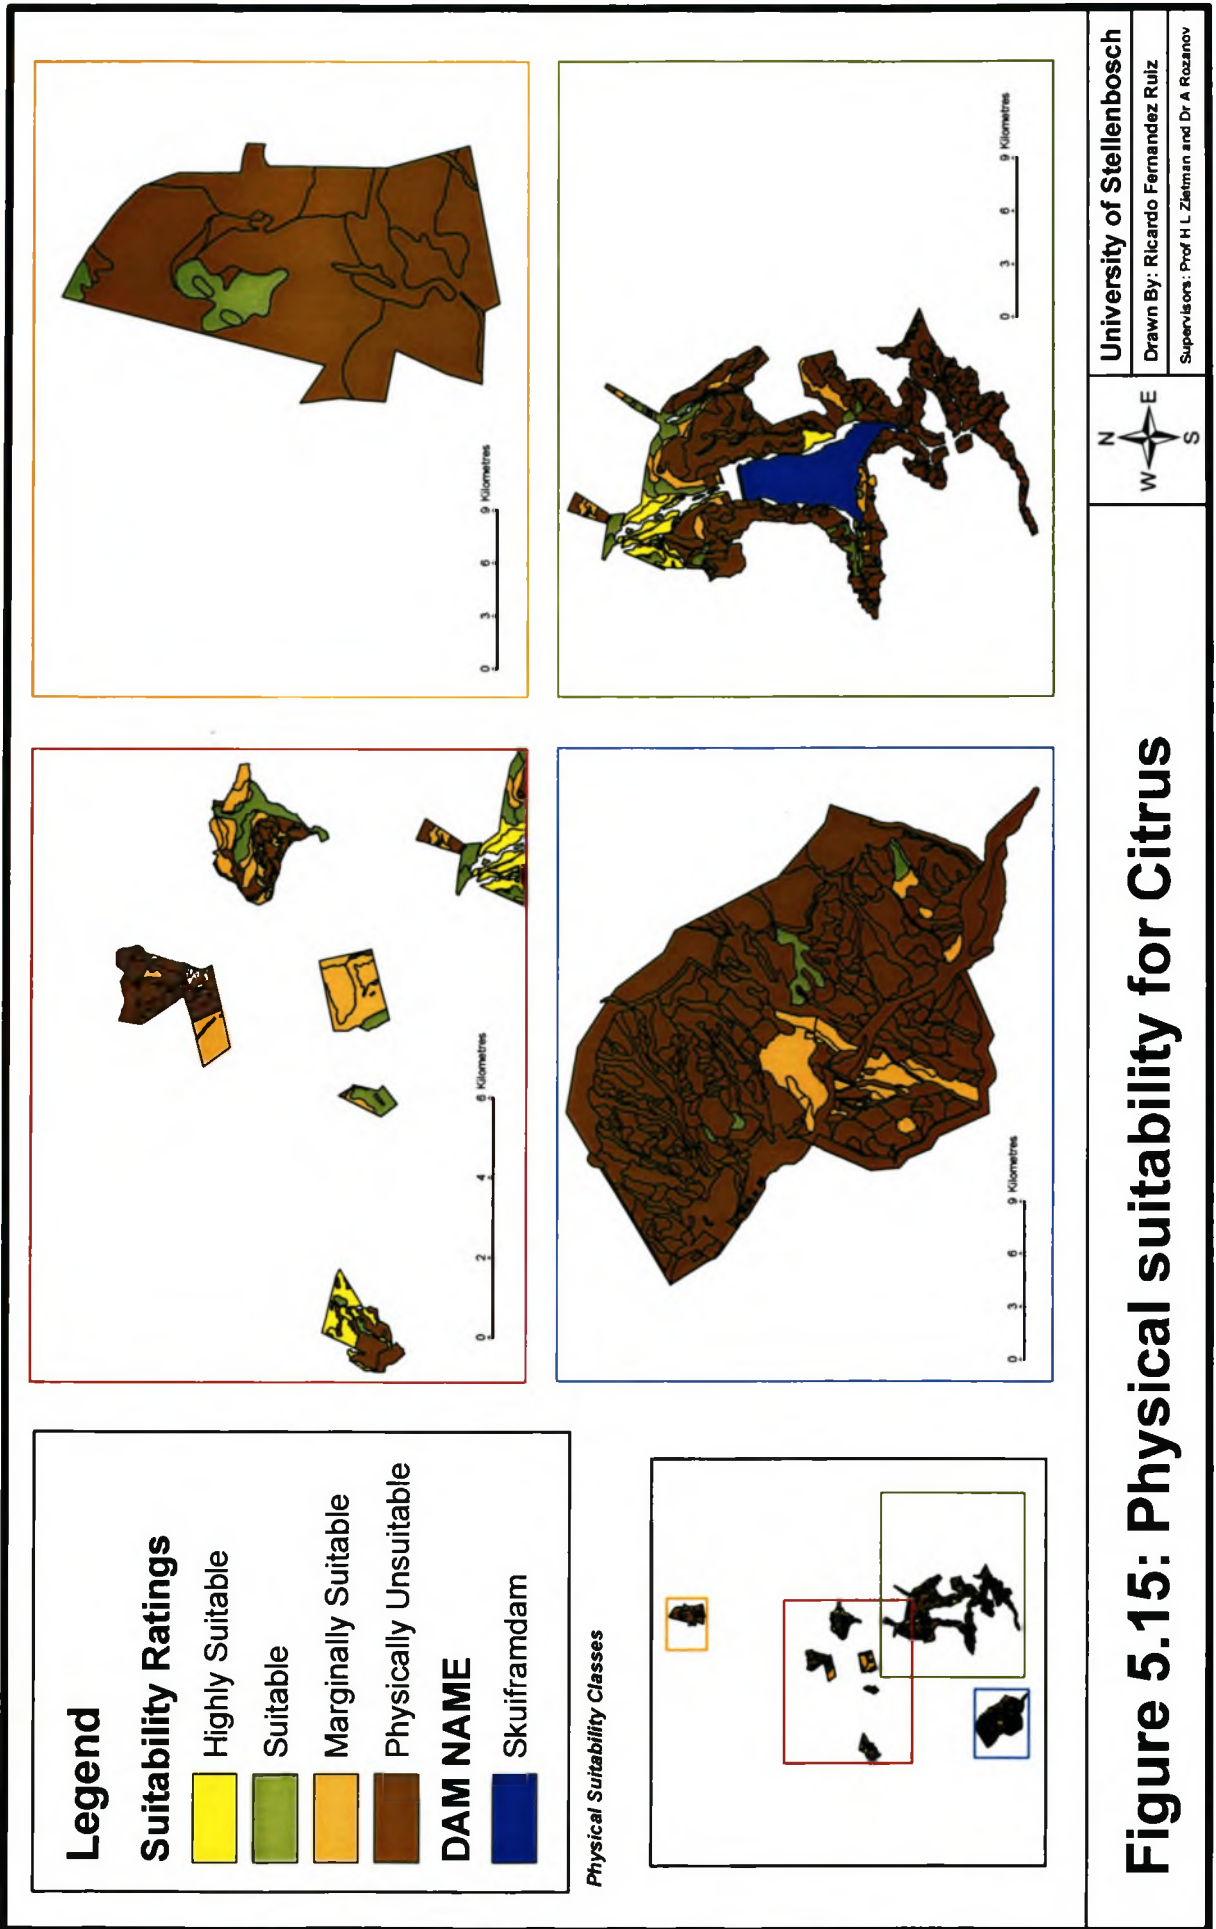 Legend
Suitability Ratings
Highly Suitable
Suitable
Marginally Suitable
Physically Unsuitable
DAM NAME
Skuiframdam
Physical Suitability Classes
0 2 4 6 Kilometres
0 3 6 9 Kilometres
0 3 6 9 Kilometres
0 3 6 9 Kilometres
Figure 5.15: Physical suitability for Citrus
N
W E
S
University of Stellenbosch
Drawn By: Ricardo Fernandez Ruiz
Supervisors: Prof H L Zietman and Dr A Rozanov